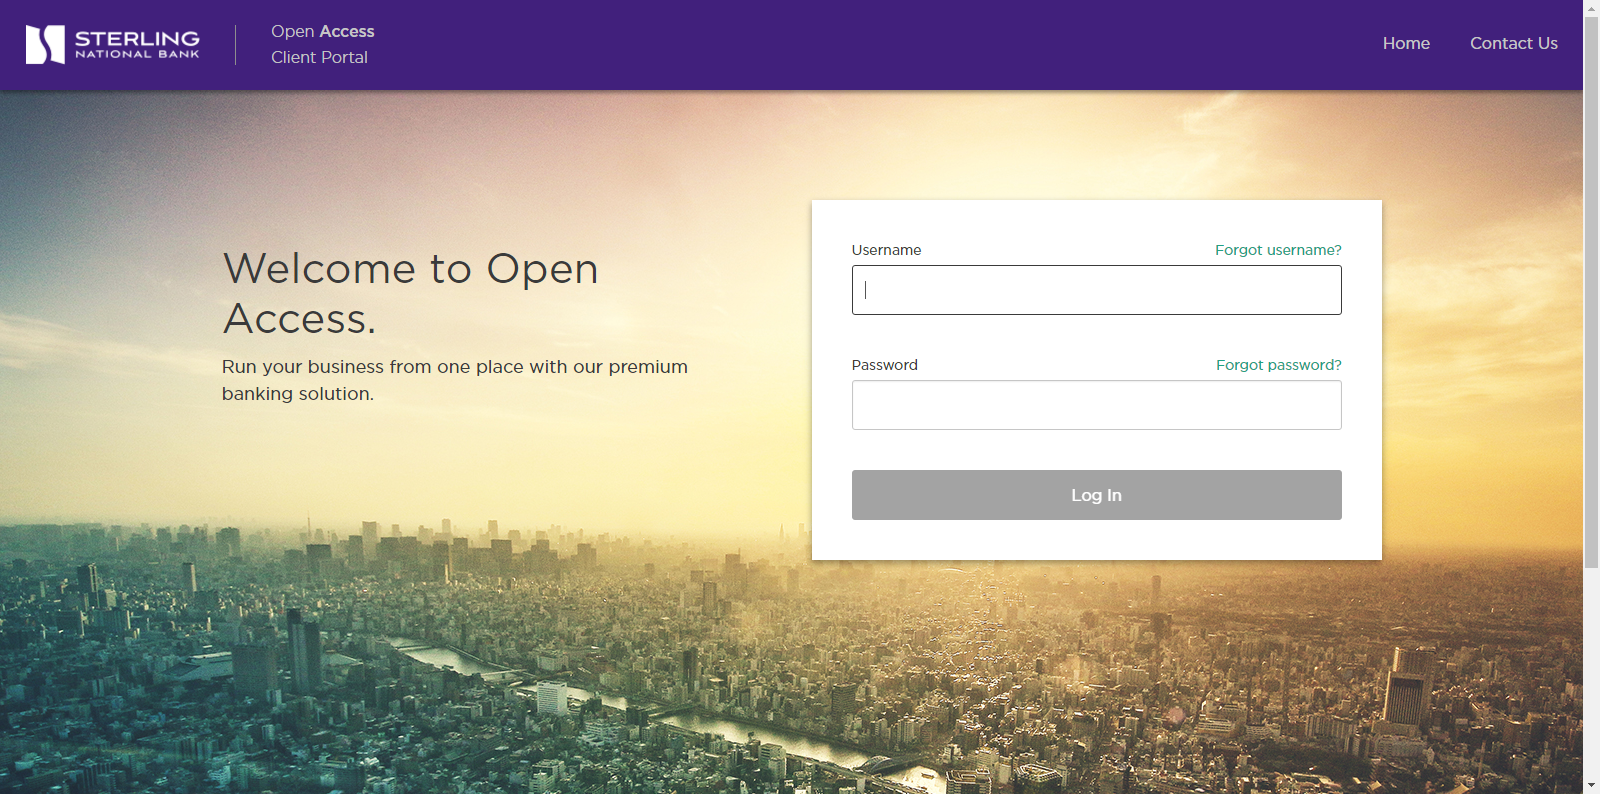 STERLING
NATIONAL BANK
Open Access
Client Portal
Home
Contact Us
Welcome to Open
Access.
Run your business from one place with our premium
banking solution.
Username
Forgot username?
Password
Forgot password?
Log In